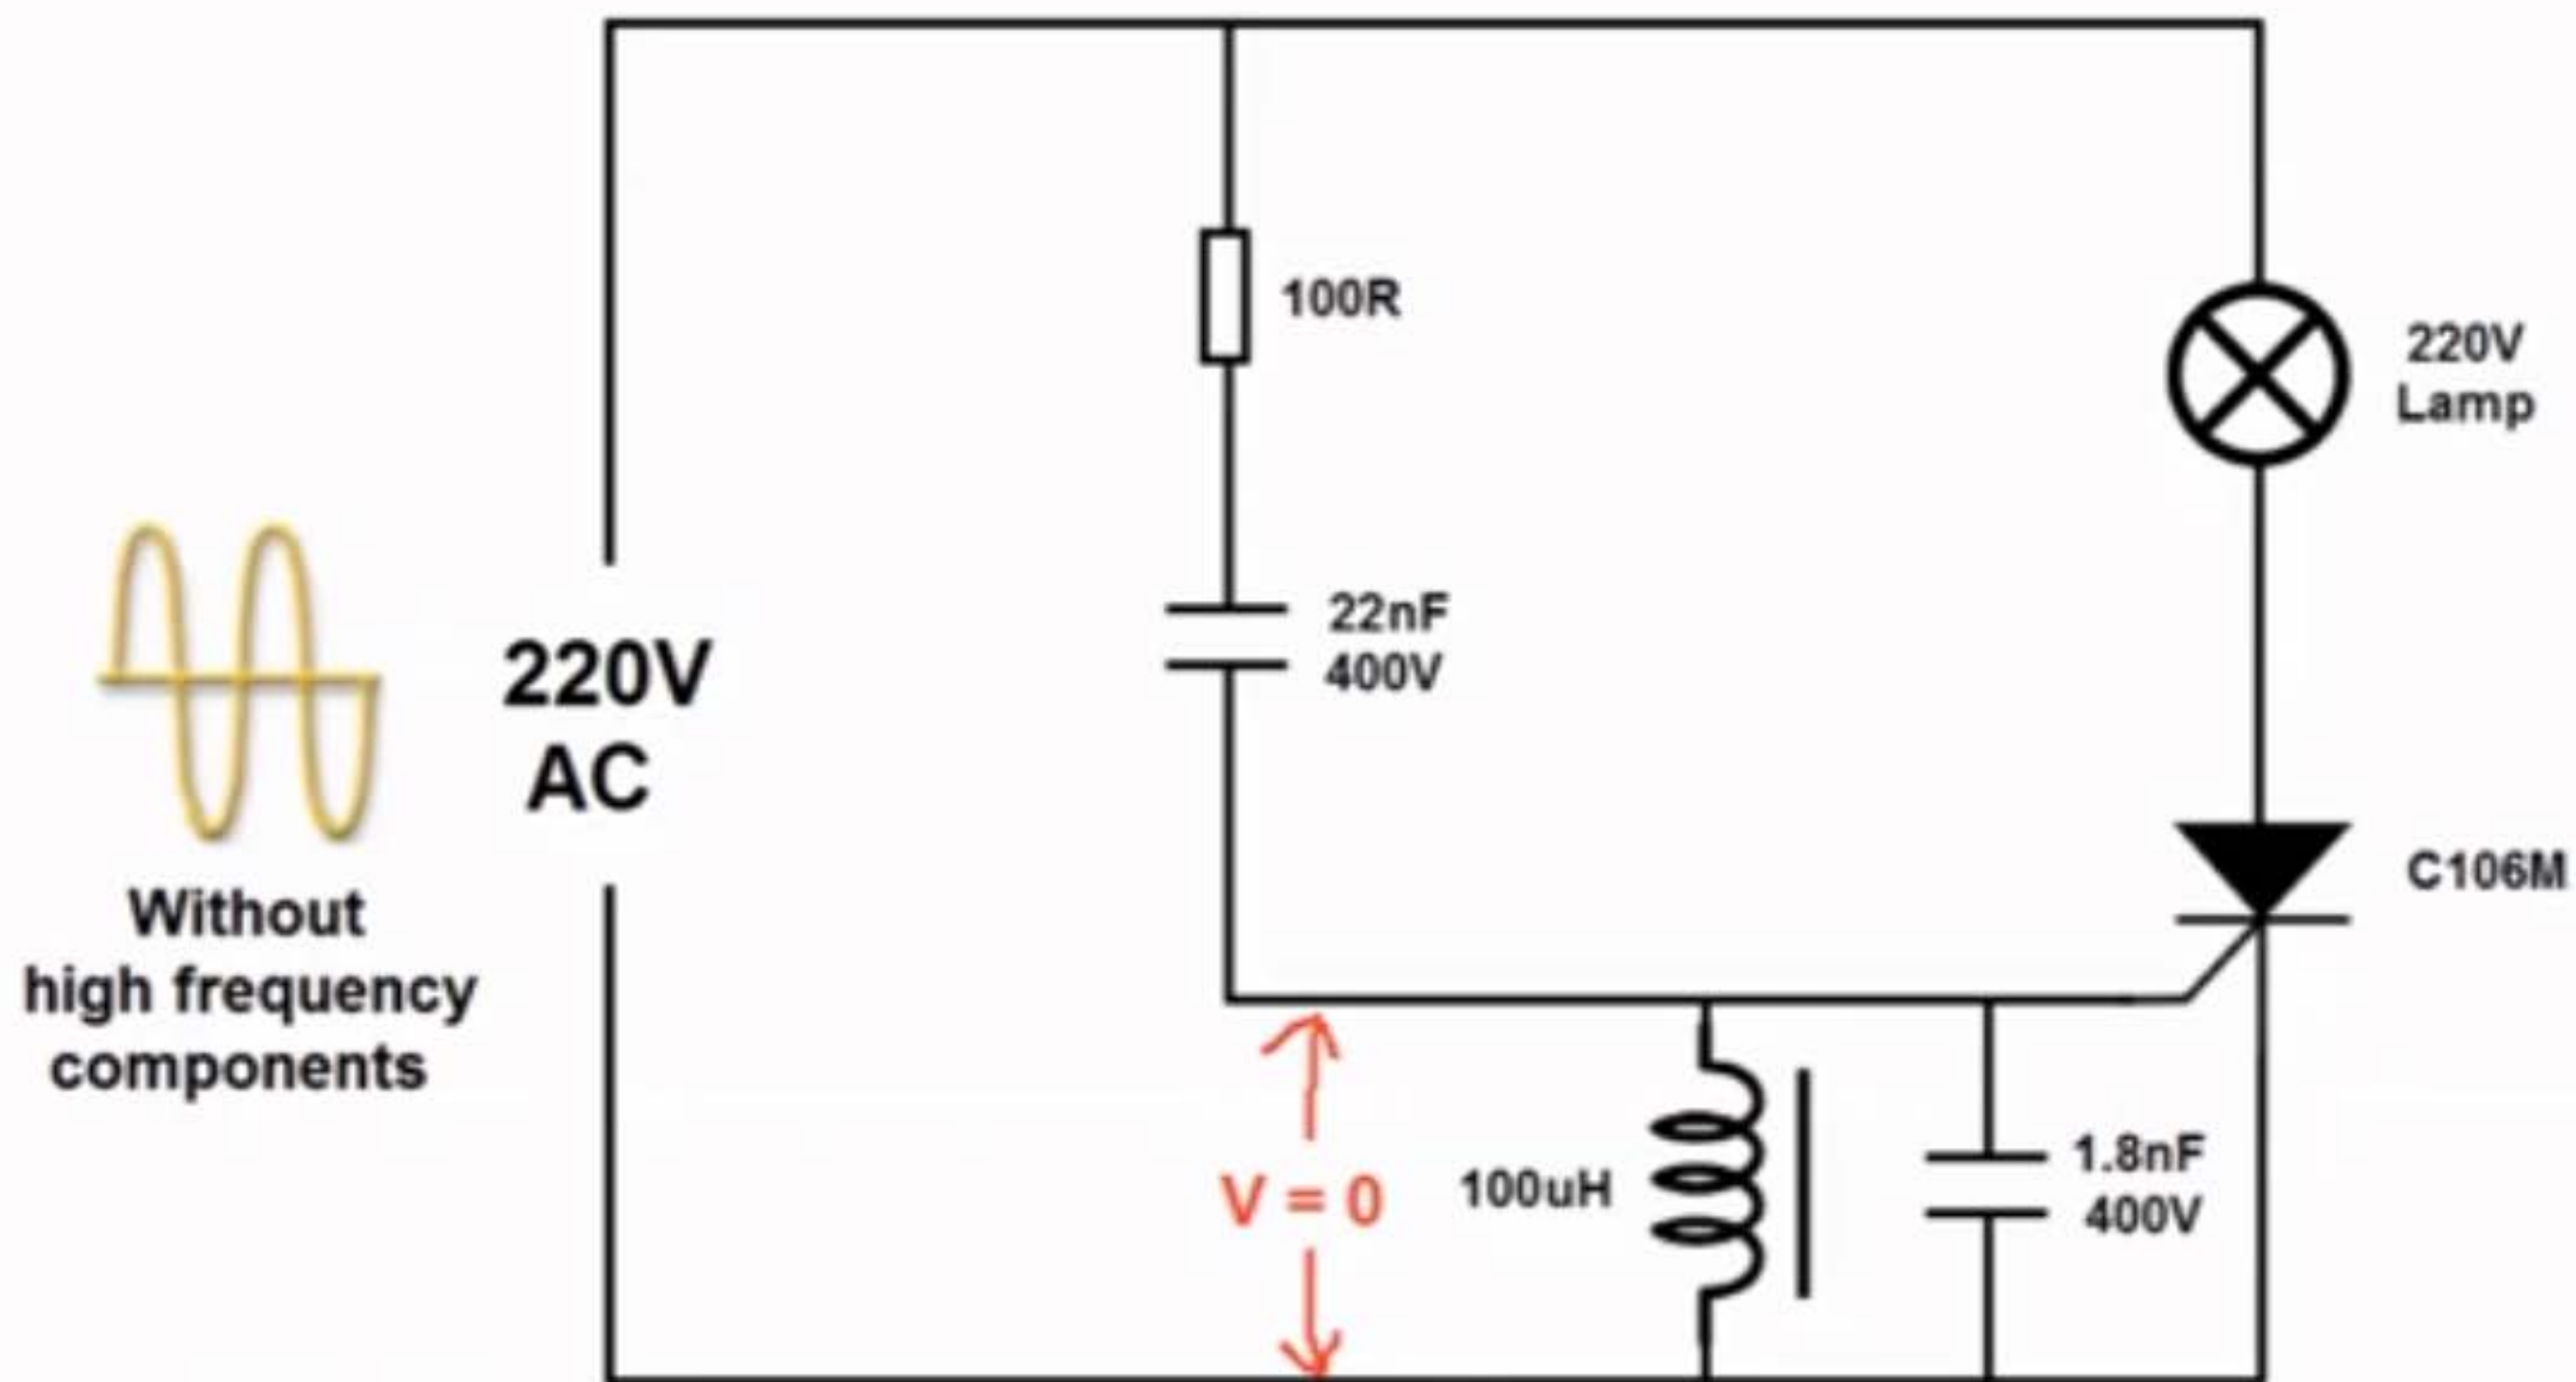 100R
220V
Lamp
22nF
400V
220V
AC
C106M
Without
high frequency
components
V = 0
100uH
1.8nF
400V